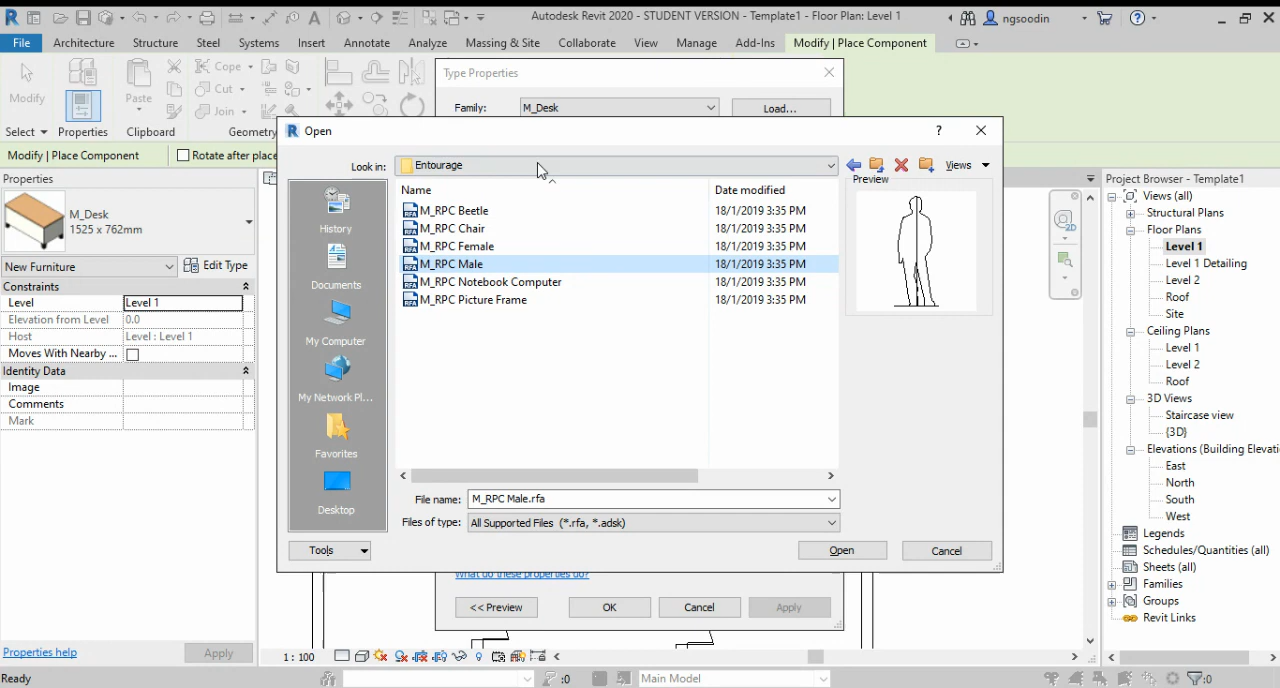 Autodesk Revit 2020 - STUDENT VERSION - Template1 - Floor Plan: Level 1
ngsoodin
File Architecture Structure Steel Systems Insert Annotate Analyze Massing & Site Collaborate View Manage Add-Ins Modify | Place Component
Modify
Paste
Cope
Cut
Join
Select Properties Clipboard Geometry
Type Properties
Family: M_Desk Load...
Modify | Place Component Rotate after place
Open
Look in: Entourage Views
Name Date modified
M_RPC Beetle 18/1/2019 3:35 PM
M_RPC Chair 18/1/2019 3:35 PM
M_RPC Female 18/1/2019 3:35 PM
M_RPC Male 18/1/2019 3:35 PM
M_RPC Notebook Computer 18/1/2019 3:35 PM
M_RPC Picture Frame 18/1/2019 3:35 PM
Preview
History
Documents
My Computer
My Network Pl...
Favorites
Desktop
File name: M_RPC Male.rfa
Files of type: All Supported Files (*.rfa, *.adsk)
Tools Open Cancel
What do these properties do?
<< Preview OK Cancel Apply
Properties
M_Desk
1525 x 762mm
New Furniture Edit Type
Constraints
Level Level 1
Elevation from Level 0.0
Host Level : Level 1
Moves With Nearby ...
Identity Data
Image
Comments
Mark
Properties help Apply
Project Browser - Template1
Views (all)
Structural Plans
Floor Plans
Level 1
Level 1 Detailing
Level 2
Roof
Site
Ceiling Plans
Level 1
Level 2
Roof
3D Views
Staircase view
{3D}
Elevations (Building Elevati
East
North
South
West
Legends
Schedules/Quantities (all)
Sheets (all)
Families
Groups
Revit Links
2D
1 : 100
Ready :0 Main Model :0